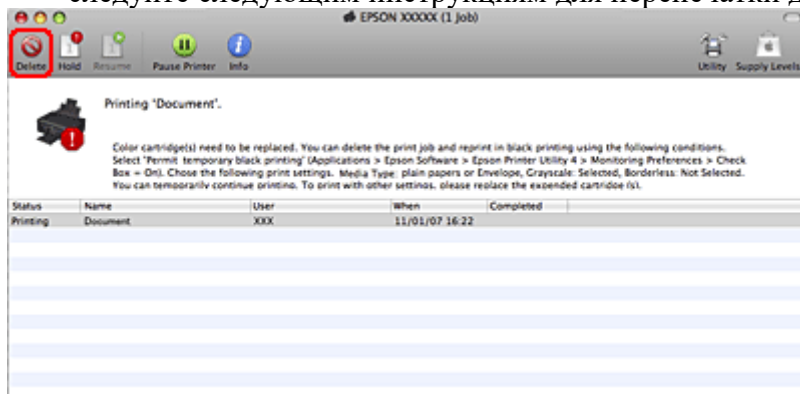 следуйте следующим инструкциям для перепечатки д
EPSON XXXXX (1 Job)
Delete Hold Resume Pause Printer Info Utility Supply Levels
Printing 'Document'.
Color cartridge(s) need to be replaced. You can delete the print job and reprint in black printing using the following conditions.
Select 'Permit temporary black printing' (Applications > Epson Software > Epson Printer Utility 4 > Monitoring Preferences > Check
Box = On). Chose the following print settings. Media Type: plain papers or Envelope, Grayscale: Selected, Borderless: Not Selected.
You can temporarily continue printing. To print with other settings, please replace the expended cartridge (s).
Status Name User When Completed
Printing Document XXX 11/01/07 16:22